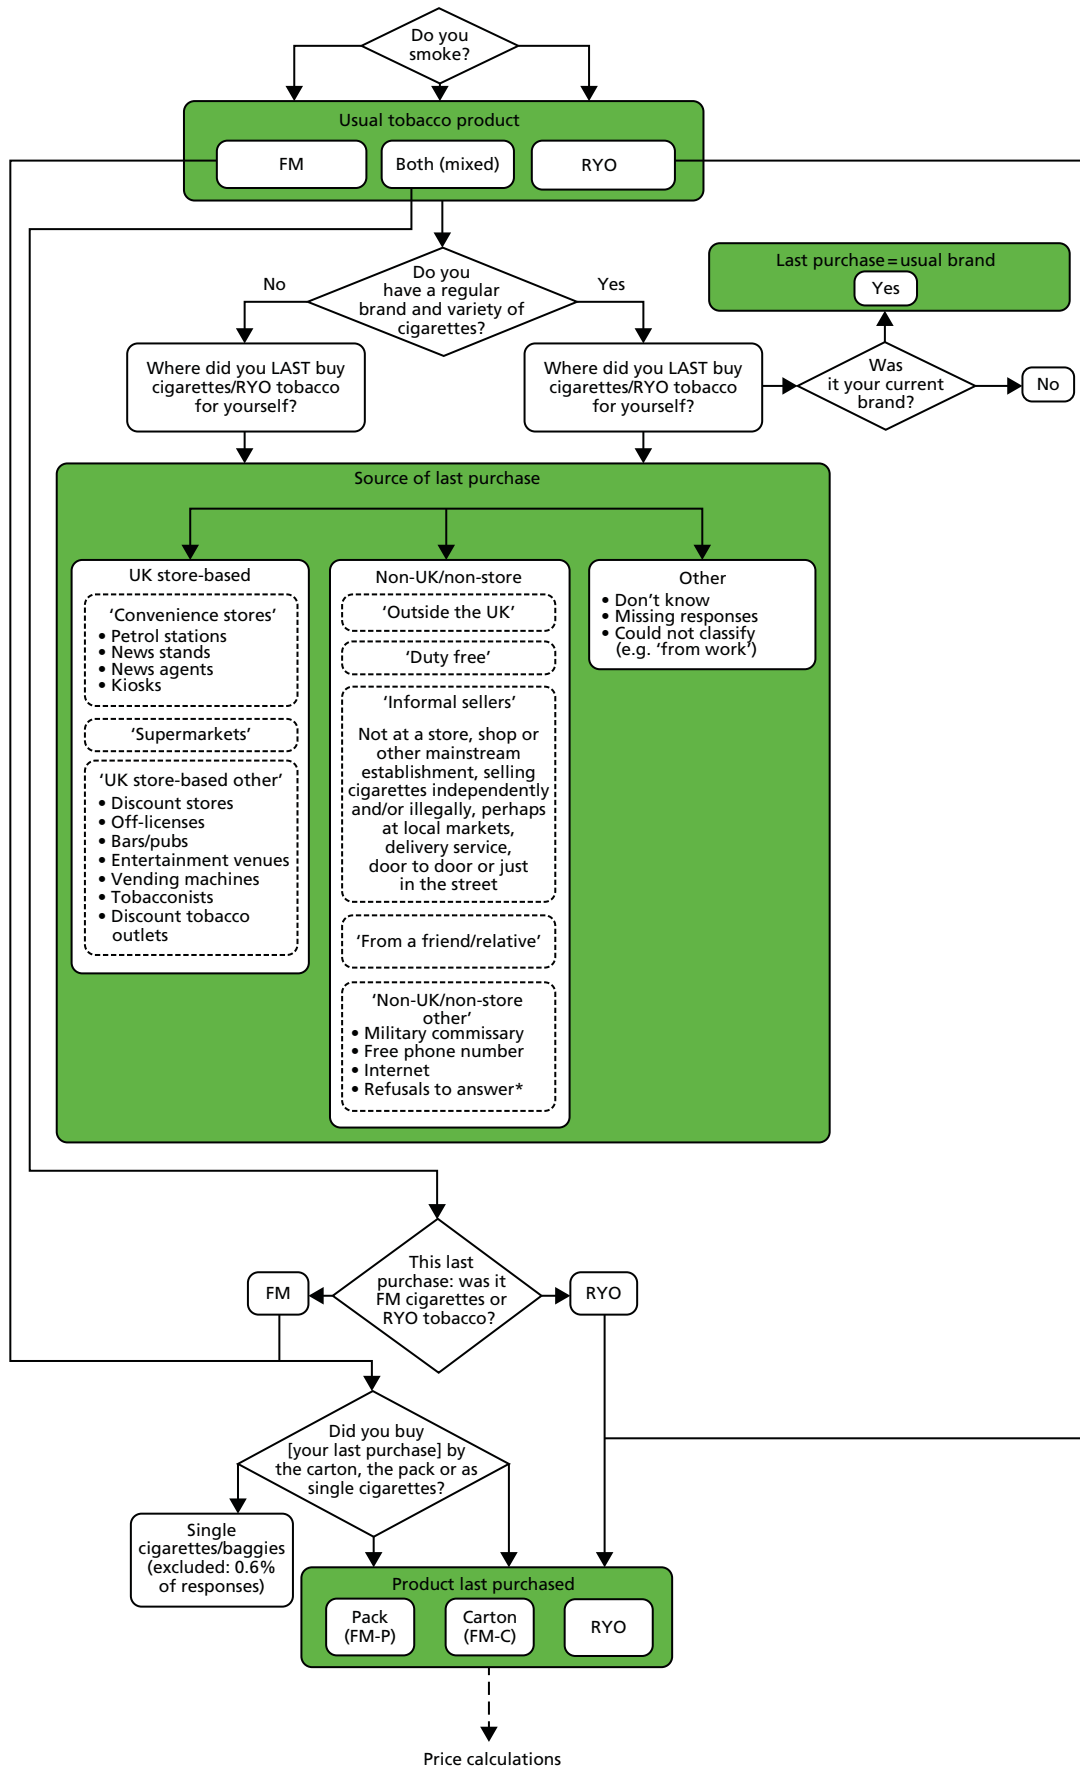 Do you
smoke?
Usual tobacco product
FM
Both (mixed)
RYO
Do you
have a regular
brand and variety of
cigarettes?
No
Yes
Last purchase=usual brand
Yes
Where did you LAST buy
cigarettes/RYO tobacco
for yourself?
Where did you LAST buy
cigarettes/RYO tobacco
for yourself?
Was
it your current
brand?
No
Source of last purchase
UK store-based
'Convenience stores'
• Petrol stations
• News stands
• News agents
• Kiosks
'Supermarkets'
'UK store-based other'
• Discount stores
• Off-licenses
• Bars/pubs
• Entertainment venues
• Vending machines
• Tobacconists
• Discount tobacco
outlets
Non-UK/non-store
'Outside the UK'
'Duty free'
'Informal sellers'
Not at a store, shop or
other mainstream
establishment, selling
cigarettes independently
and/or illegally, perhaps
at local markets,
delivery service,
door to door or just
in the street
'From a friend/relative'
'Non-UK/non-store
other'
• Military commissary
• Free phone number
• Internet
• Refusals to answer*
Other
• Don't know
• Missing responses
• Could not classify
(e.g. 'from work')
This last
purchase: was it
FM cigarettes or
RYO tobacco?
FM
RYO
Did you buy
[your last purchase] by
the carton, the pack or as
single cigarettes?
Single
cigarettes/baggies
(excluded: 0.6%
of responses)
Product last purchased
Pack
(FM-P)
Carton
(FM-C)
RYO
Price calculations